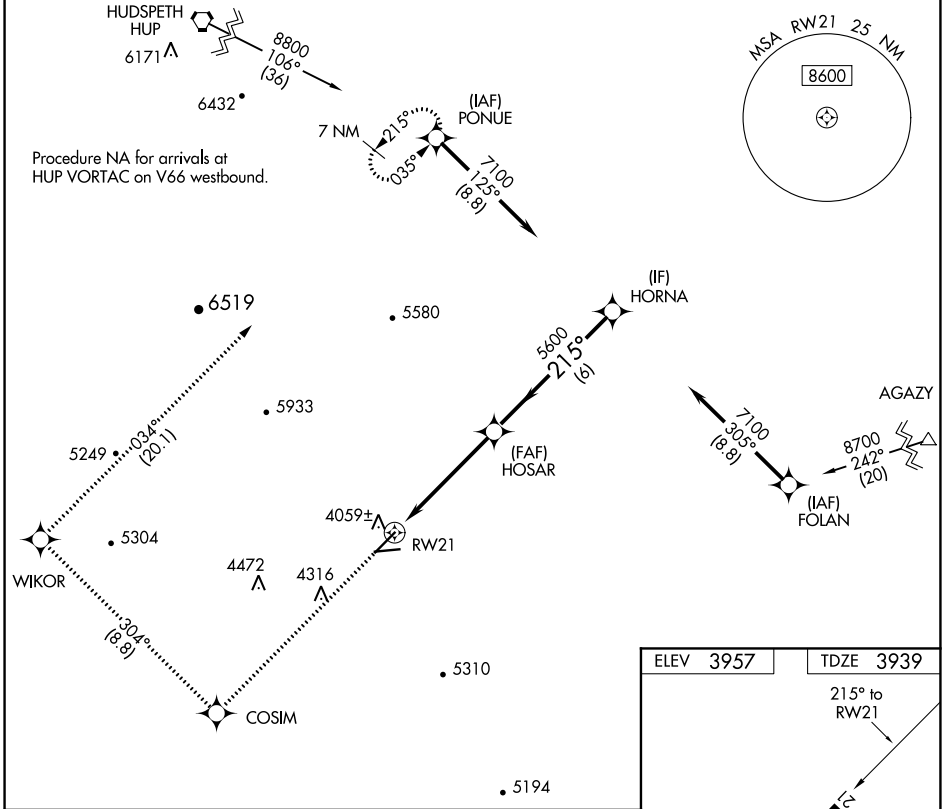 HUDSPETH
HUP
6171
8800
106°
(36)
6432
MSA RW21 25 NM
8600
(IAF)
PONUE
7 NM
215°
035°
Procedure NA for arrivals at
HUP VORTAC on V66 westbound.
7100
125°
(8.8)
(IF)
HORNA
6519
5580
5600
215°
(6)
5933
AGAZY
7100
305°
(8.8)
8700
242°
(20)
034°
(20.1)
5249
(FAF)
HOSAR
(IAF)
FOLAN
4059±
RW21
5304
WIKOR
4472
4316
304°
(8.8)
5310
COSIM
ELEV 3957
TDZE 3939
215° to
RW21
21
5194